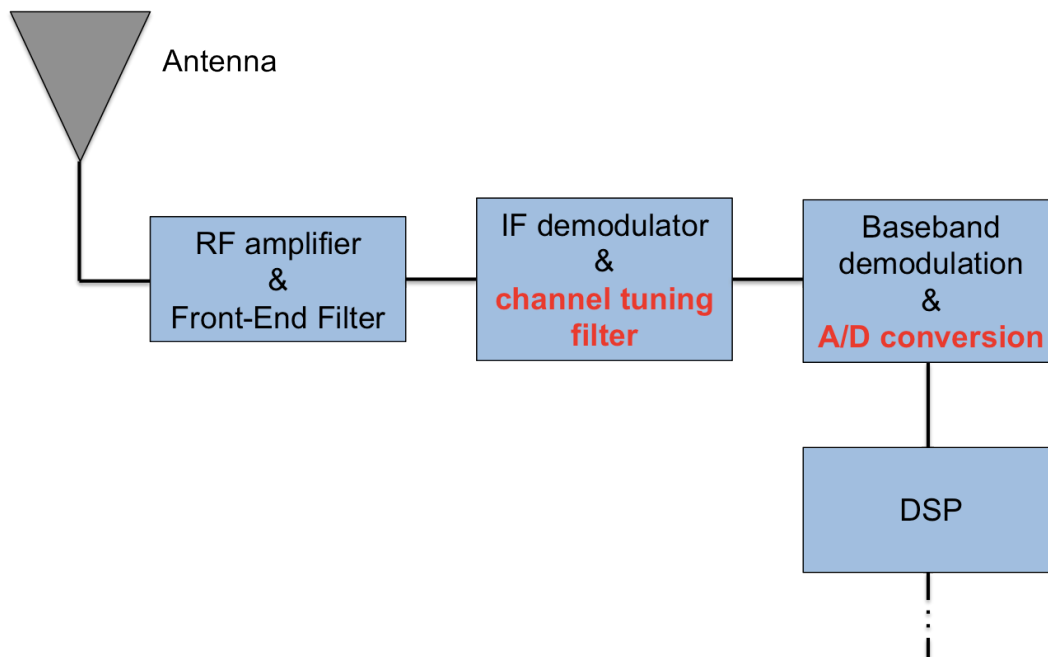 Antenna
RF amplifier
&
Front-End Filter
IF demodulator
&
channel tuning
filter
Baseband
demodulation
&
A/D conversion
DSP